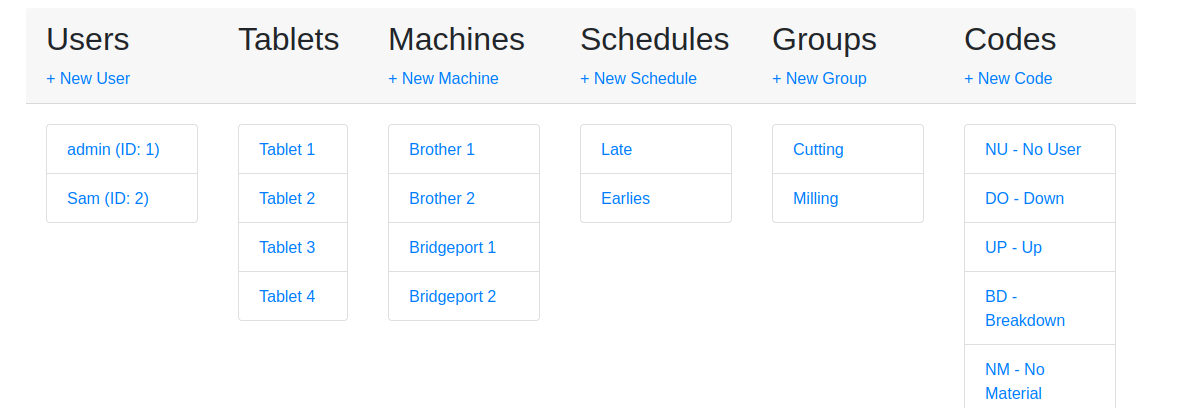 Users
Tablets
Machines
Schedules
Groups
Codes
+ New User
+ New Machine
+ New Schedule
+ New Group
+ New Code
admin (ID: 1)
Sam (ID: 2)
Tablet 1
Tablet 2
Tablet 3
Tablet 4
Brother 1
Brother 2
Bridgeport 1
Bridgeport 2
Late
Earlies
Cutting
Milling
NU - No User
DO - Down
UP - Up
BD -
Breakdown
NM - No
Material